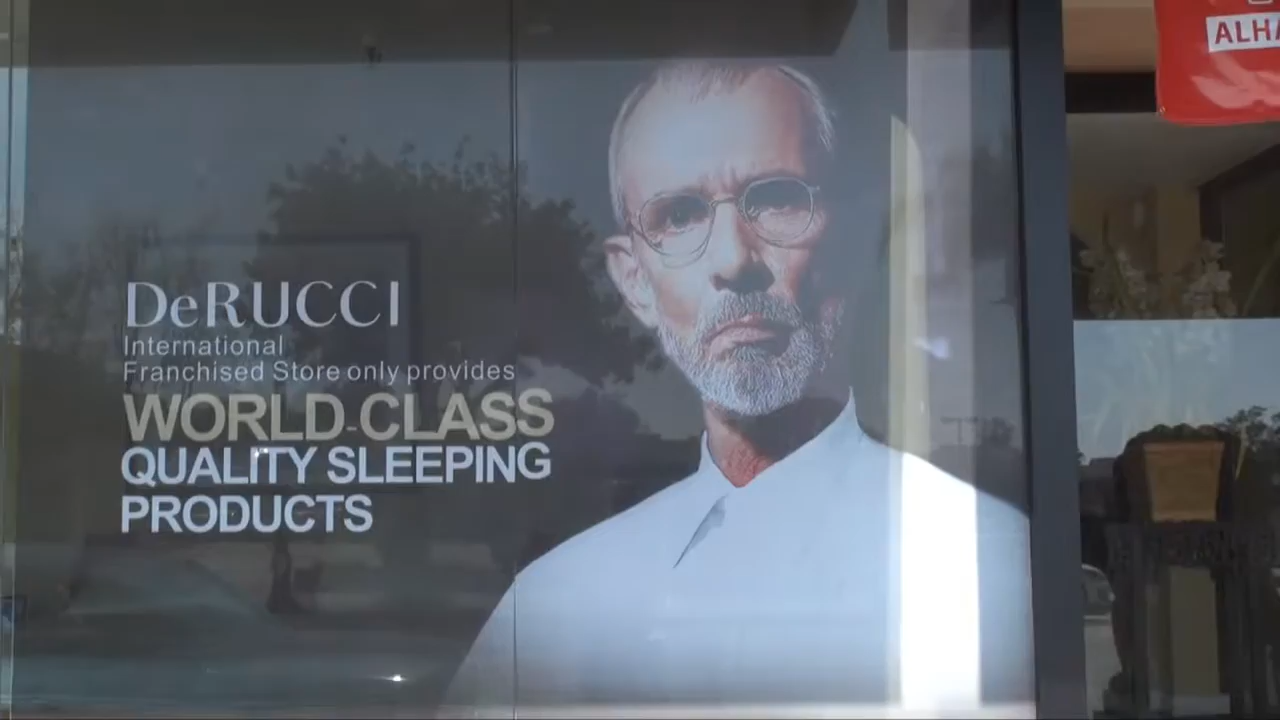 DeRUCCI
International
Franchised Store only provides
WORLD-CLASS
QUALITY SLEEPING
PRODUCTS
ALHA